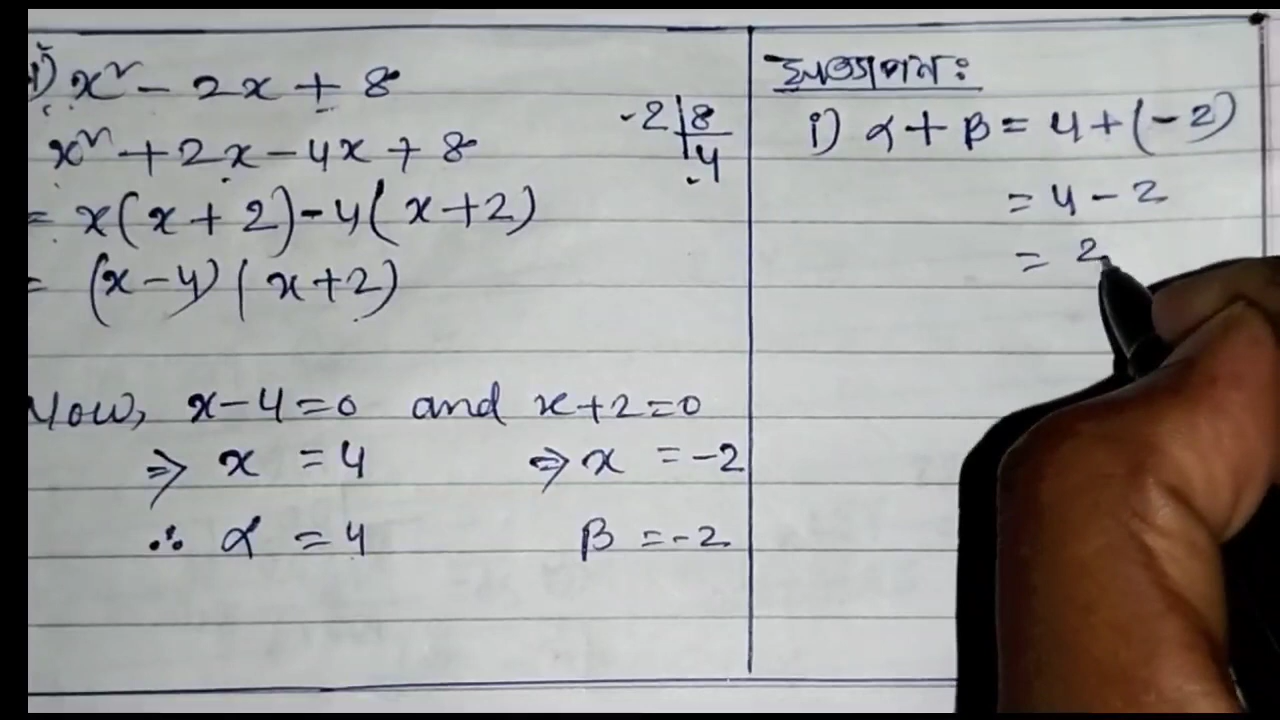 i) x² - 2x + 8
x² + 2x - 4x + 8
-2 | 8
4
= x(x + 2) - 4(x + 2)
= (x - 4)(x + 2)
Now, x - 4 = 0 and x + 2 = 0
⇒ x = 4 ⇒ x = -2
∴ α = 4 β = -2
i) α + β = 4 + (-2)
= 4 - 2
= 2